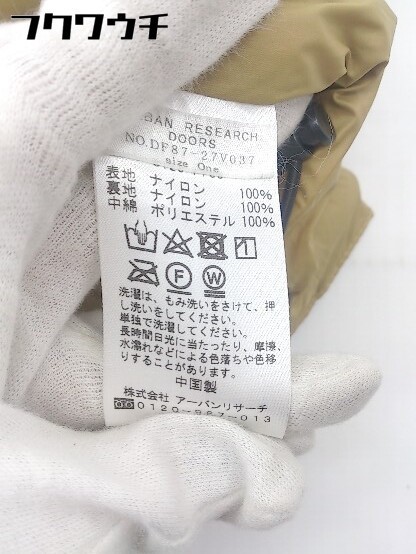 フクワウチ
BAN RESEARCH
DOORS
NO.DF87-27V037
size One
表地 ナイロン 100%
裏地 ナイロン 100%
中綿 ポリエステル 100%
F W
洗濯は、もみ洗いをさけて、押
し洗いをしてください。
単独で洗濯してください。
長時間日光に当たったり、摩擦、
水濡れなどによる色落ちや色移
りすることがあります。
中国製
株式会社 アーバンリサーチ
0120-987-013